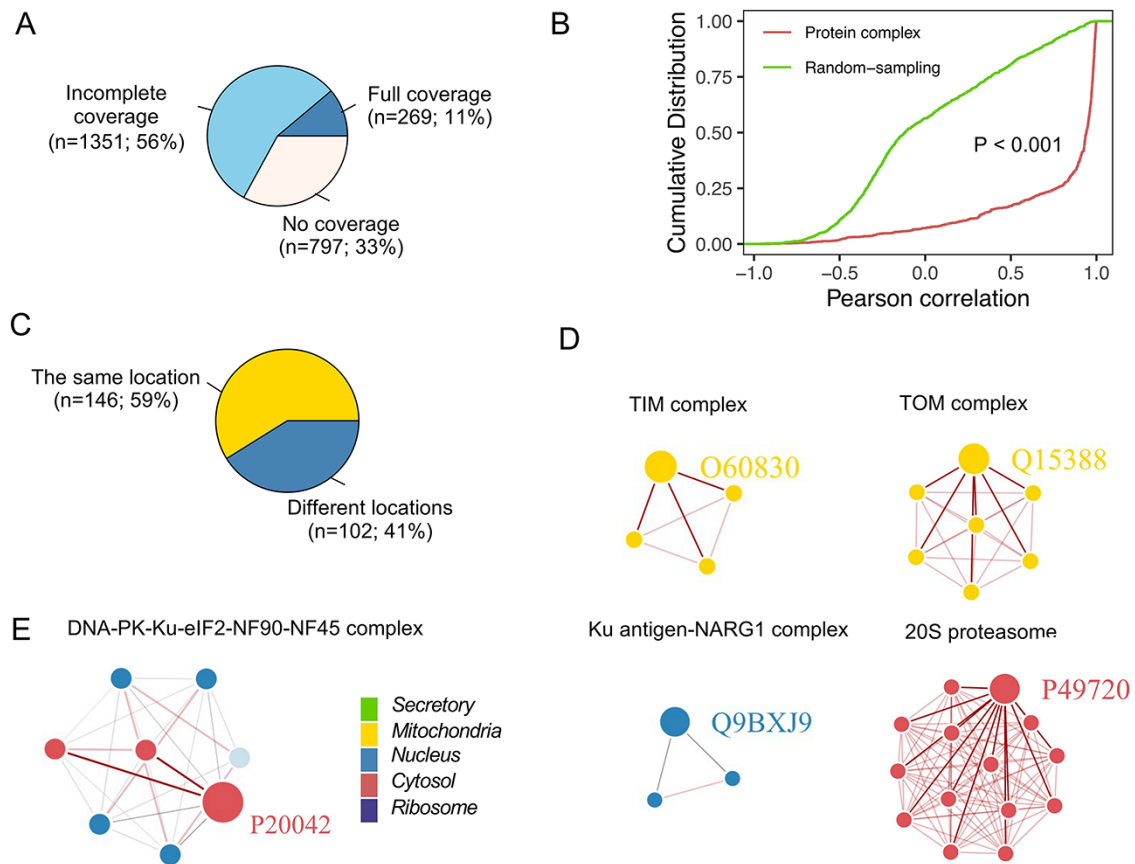 A
Incomplete
coverage
(n=1351; 56%)
Full coverage
(n=269; 11%)
No coverage
(n=797; 33%)
B
Cumulative Distribution
1.00
0.75
0.50
0.25
0.00
Protein complex
Random-sampling
P < 0.001
-1.0
-0.5
0.0
0.5
1.0
Pearson correlation
C
The same location
(n=146; 59%)
Different locations
(n=102; 41%)
D
TIM complex
O60830
TOM complex
Q15388
Ku antigen-NARG1 complex
Q9BXJ9
20S proteasome
P49720
E
DNA-PK-Ku-eIF2-NF90-NF45 complex
P20042
Secretory
Mitochondria
Nucleus
Cytosol
Ribosome